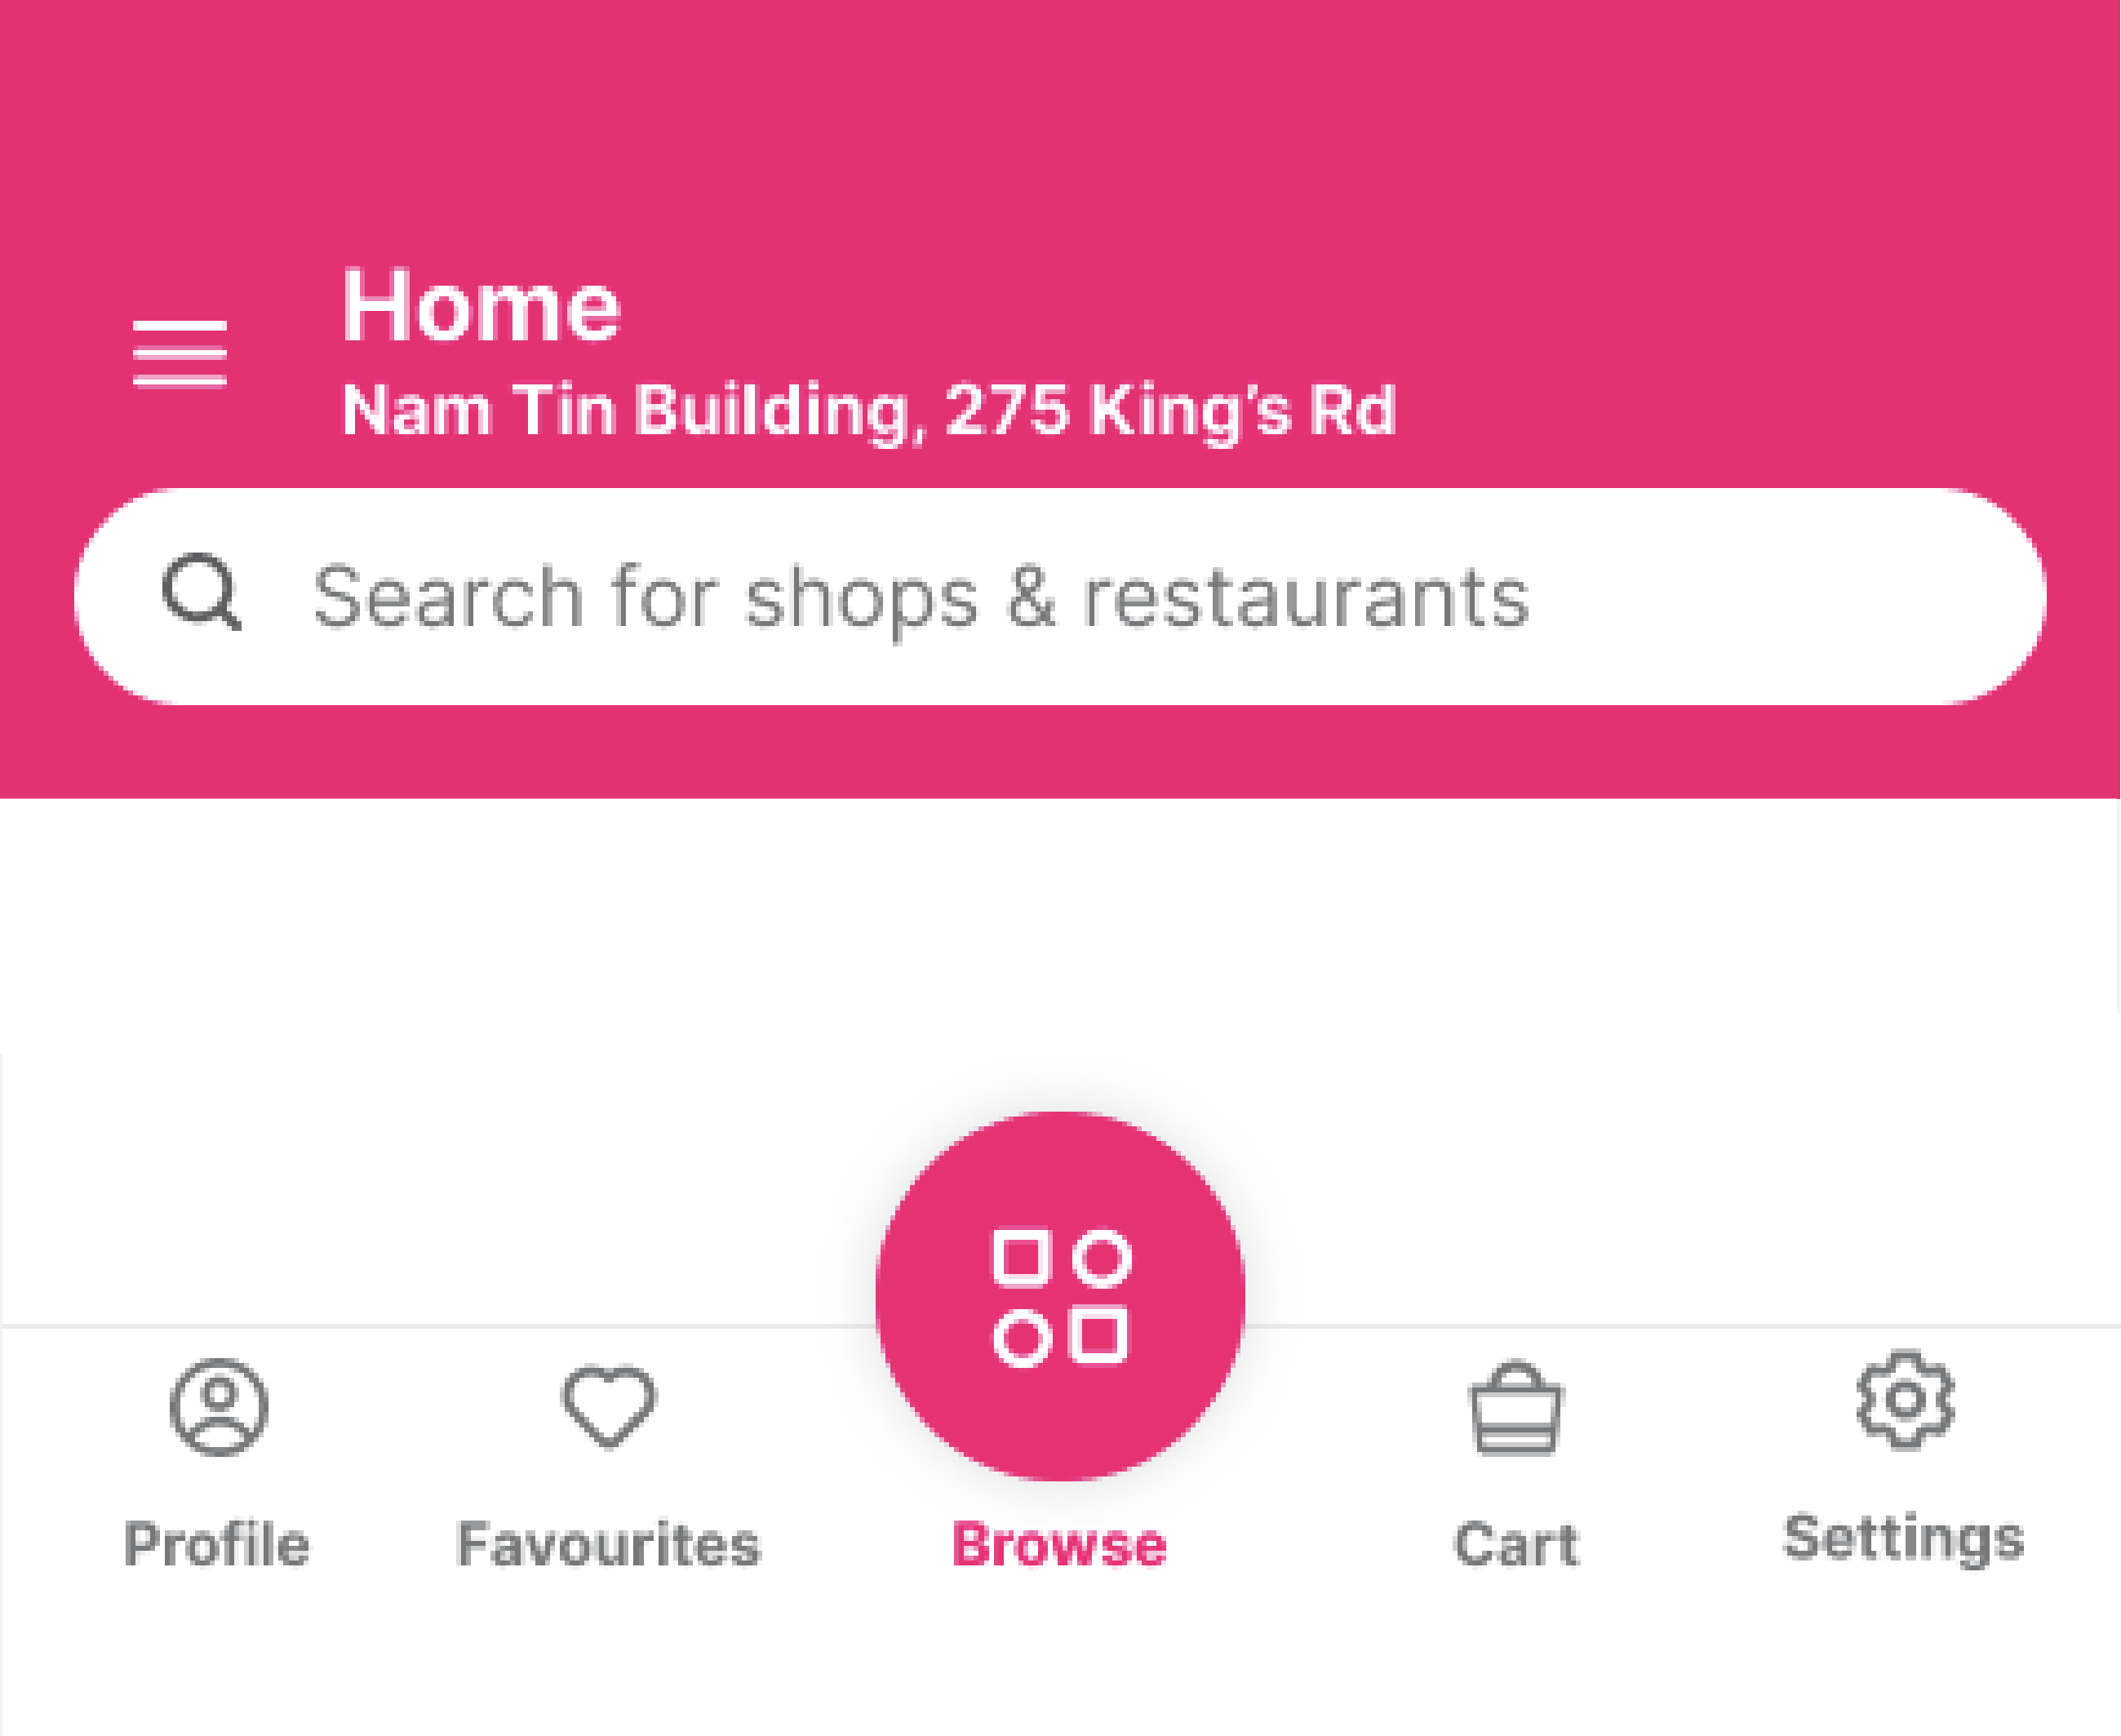 Home
Nam Tin Building, 275 King's Rd
Search for shops & restaurants
Profile
Favourites
Browse
Cart
Settings